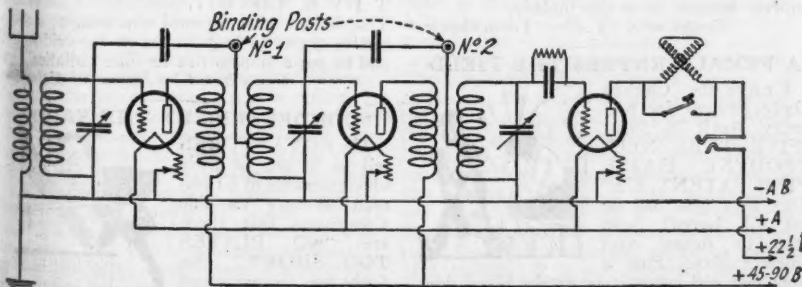 Binding Posts
Nº1
Nº2
-A B
+A
+22½
+45-90 B